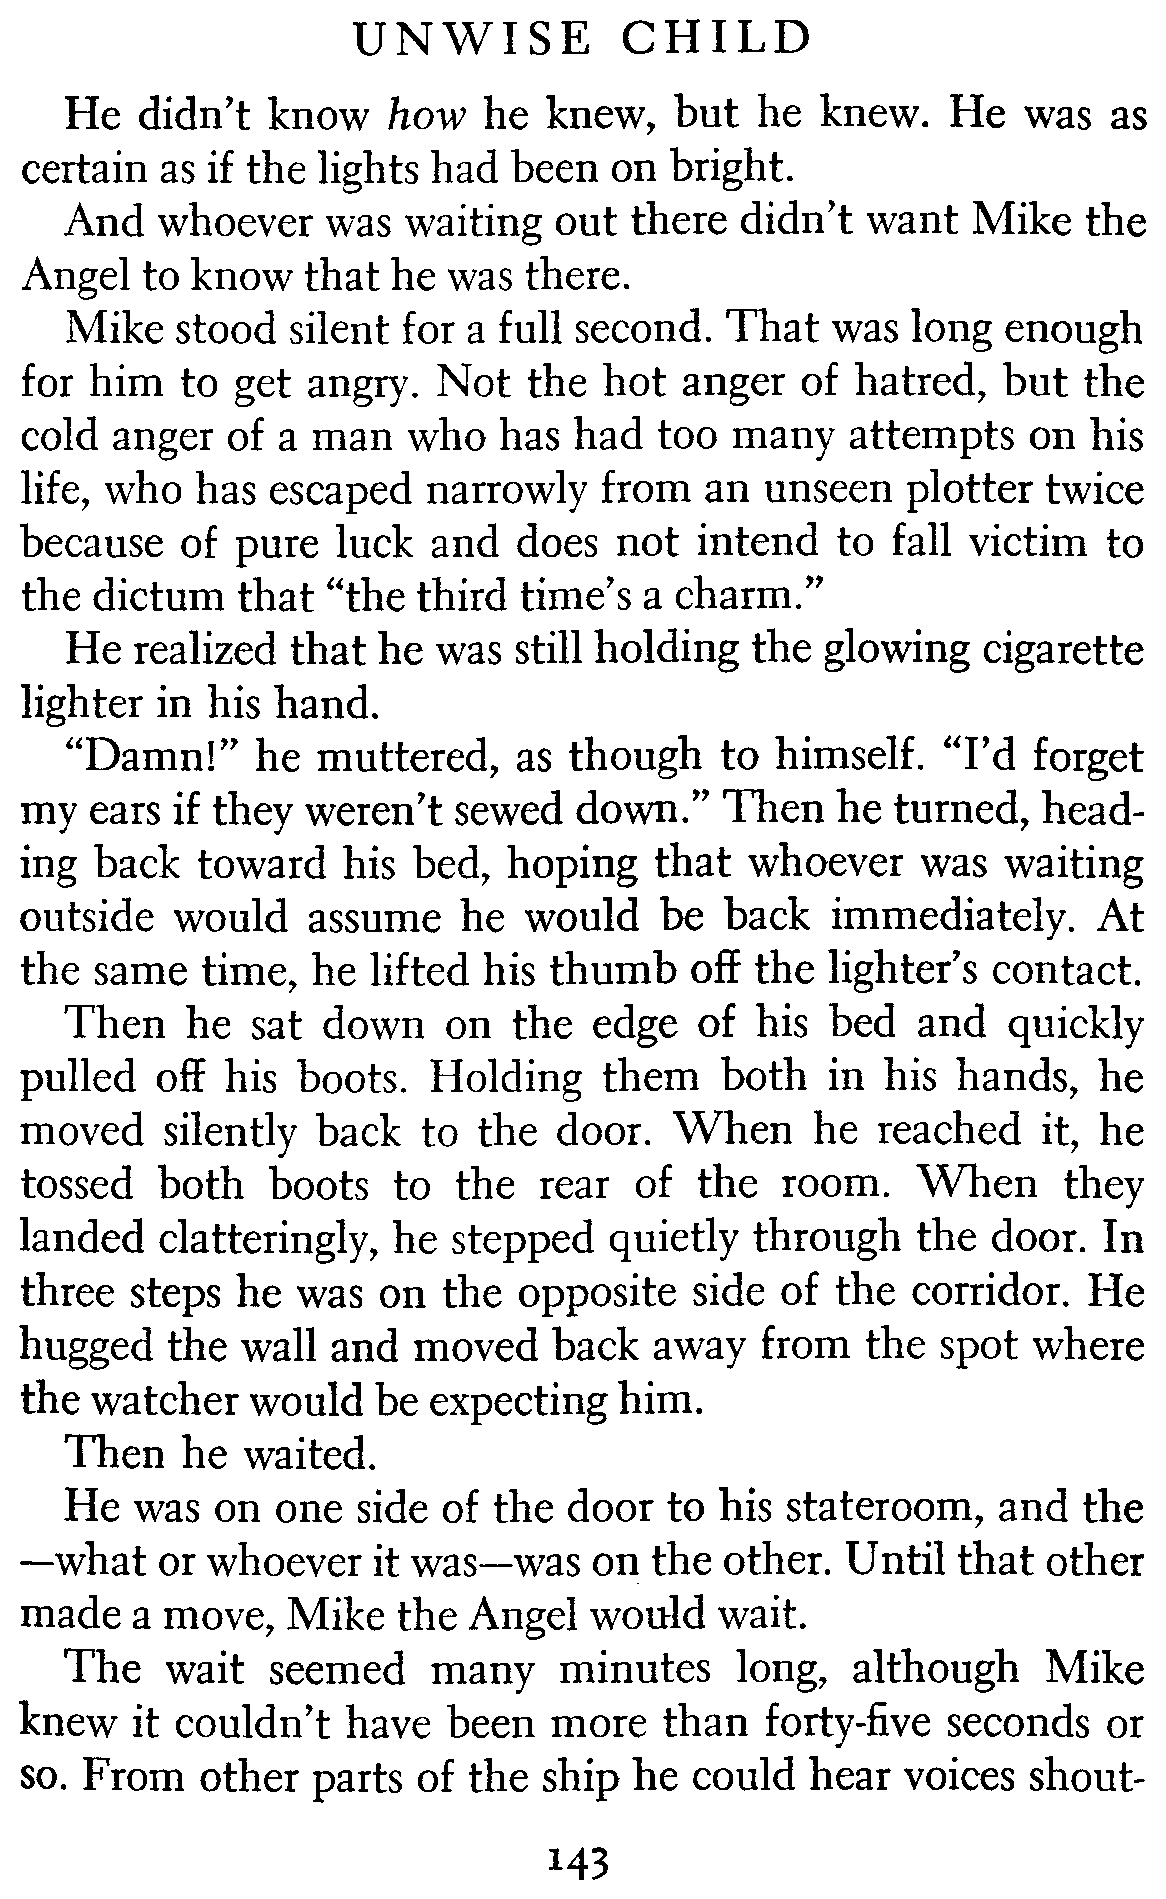 UNWISE CHILD
He didn't know how he knew, but he knew. He was as
certain as if the lights had been on bright.
And whoever was waiting out there didn't want Mike the
Angel to know that he was there.
Mike stood silent for a full second. That was long enough
for him to get angry. Not the hot anger of hatred, but the
cold anger of a man who has had too many attempts on his
life, who has escaped narrowly from an unseen plotter twice
because of pure luck and does not intend to fall victim to
the dictum that “the third time's a charm.”
He realized that he was still holding the glowing cigarette
lighter in his hand.
“Damn!” he muttered, as though to himself. “I'd forget
my ears if they weren't sewed down.” Then he turned, head-
ing back toward his bed, hoping that whoever was waiting
outside would assume he would be back immediately. At
the same time, he lifted his thumb off the lighter's contact.
Then he sat down on the edge of his bed and quickly
pulled off his boots. Holding them both in his hands, he
moved silently back to the door. When he reached it, he
tossed both boots to the rear of the room. When they
landed clatteringly, he stepped quietly through the door. In
three steps he was on the opposite side of the corridor. He
hugged the wall and moved back away from the spot where
the watcher would be expecting him.
Then he waited.
He was on one side of the door to his stateroom, and the
—what or whoever it was—was on the other. Until that other
made a move, Mike the Angel would wait.
The wait seemed many minutes long, although Mike
knew it couldn't have been more than forty-five seconds or
so. From other parts of the ship he could hear voices shout-
143